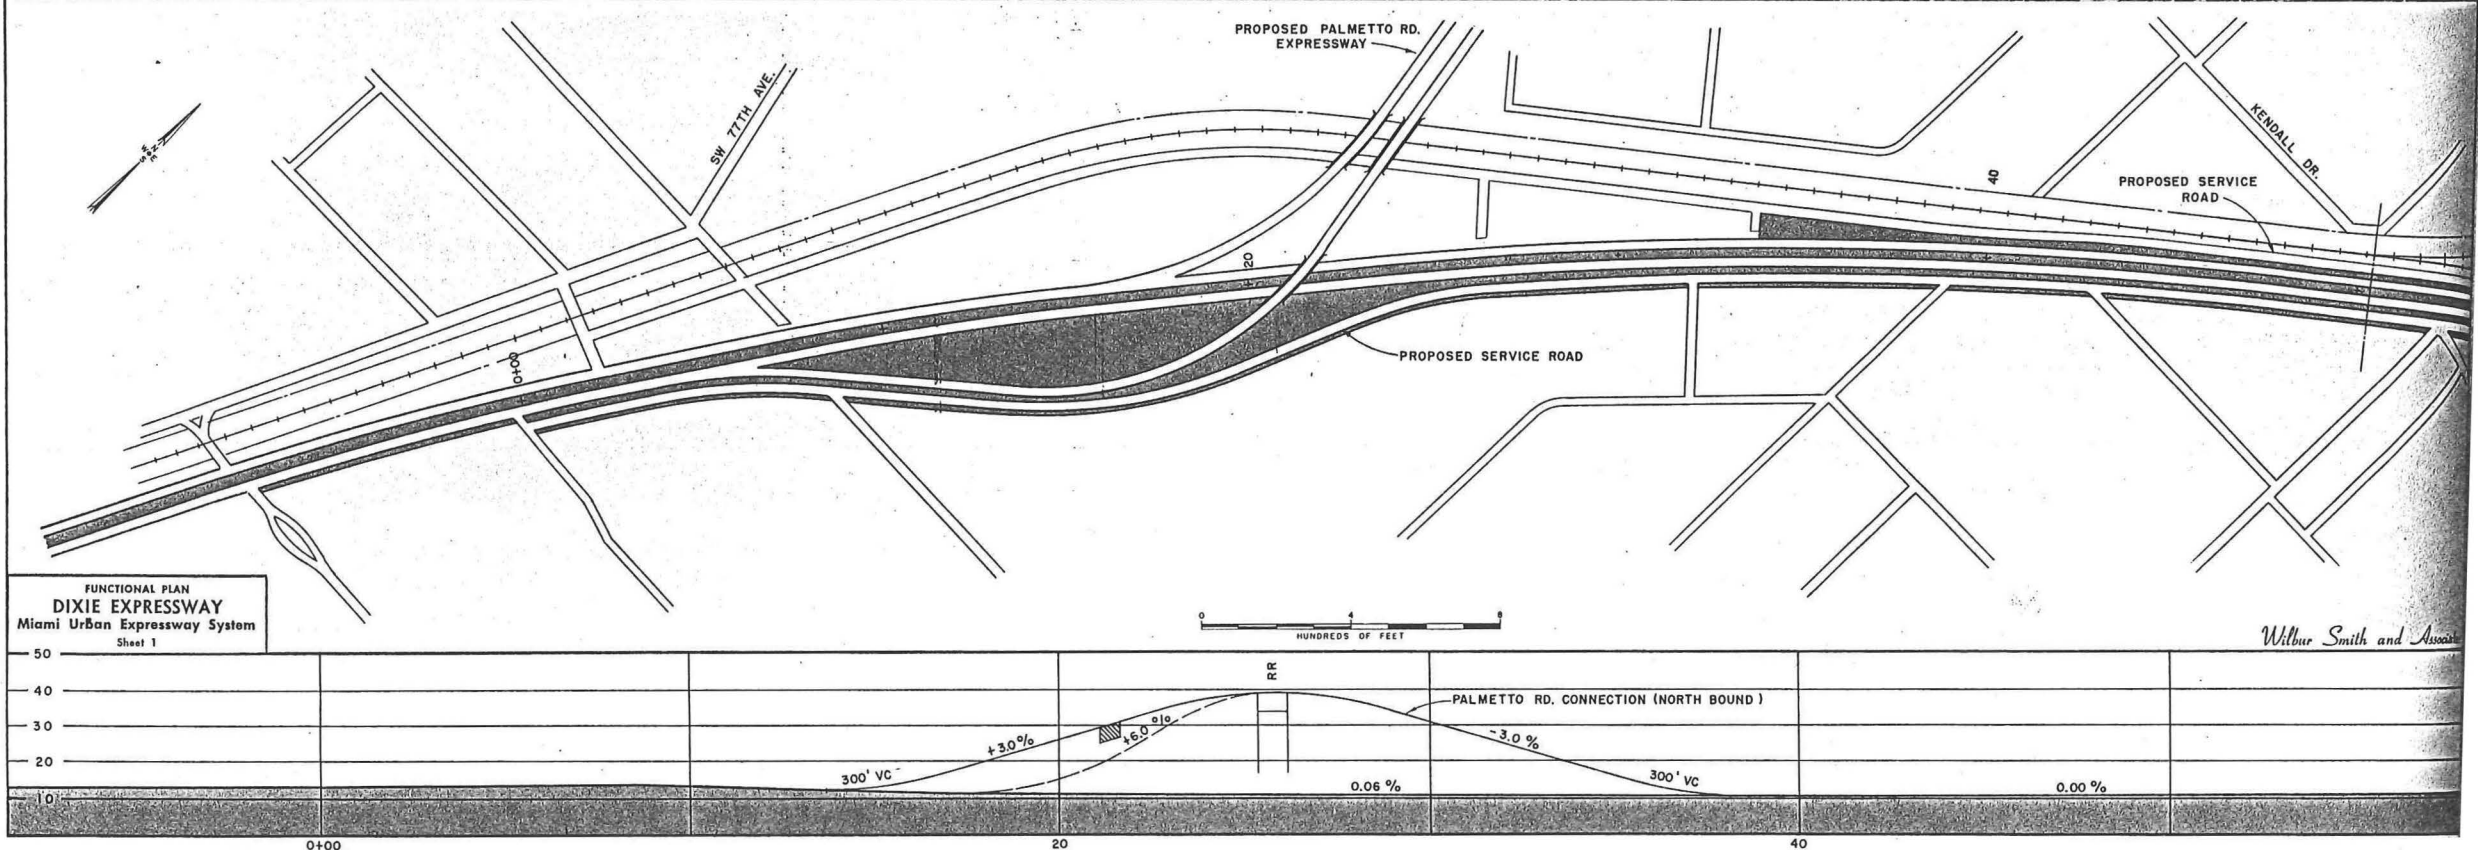 PROPOSED PALMETTO RD.
EXPRESSWAY
SW 77TH AVE.
KENDALL DR.
40
PROPOSED SERVICE
ROAD
20
PROPOSED SERVICE ROAD
0+00
FUNCTIONAL PLAN
DIXIE EXPRESSWAY
Miami Urban Expressway System
Sheet 1
0 4 8
HUNDREDS OF FEET
Wilbur Smith and
50
40
30
20
10
RR
PALMETTO RD. CONNECTION (NORTH BOUND)
+3.0%
+6.0%
-3.0%
300' VC
300' VC
0.06%
0.00%
0+00
20
40